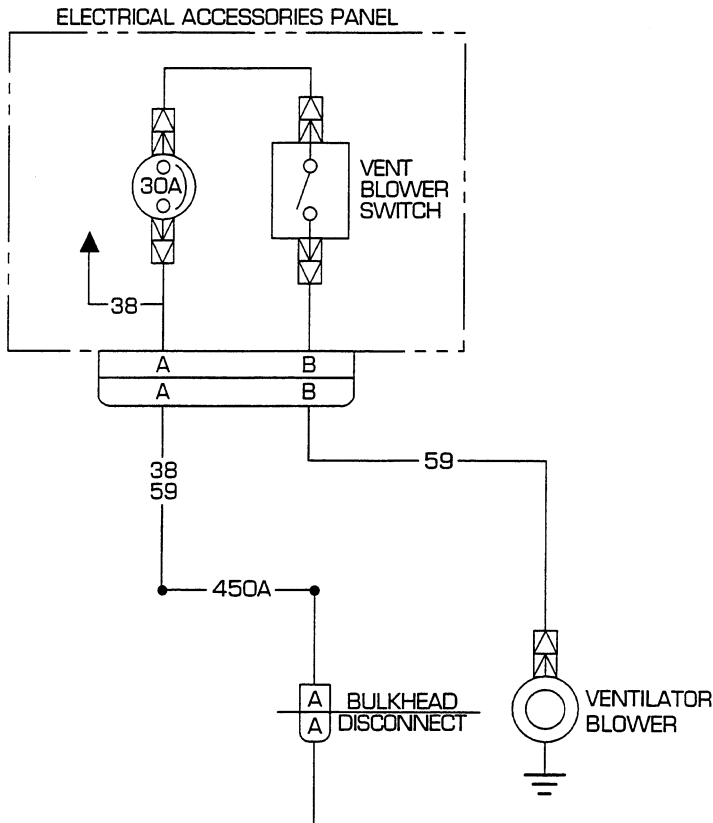 ELECTRICAL ACCESSORIES PANEL
30A
VENT
BLOWER
SWITCH
38
A B
A B
38
59
59
450A
A
A
BULKHEAD
DISCONNECT
VENTILATOR
BLOWER